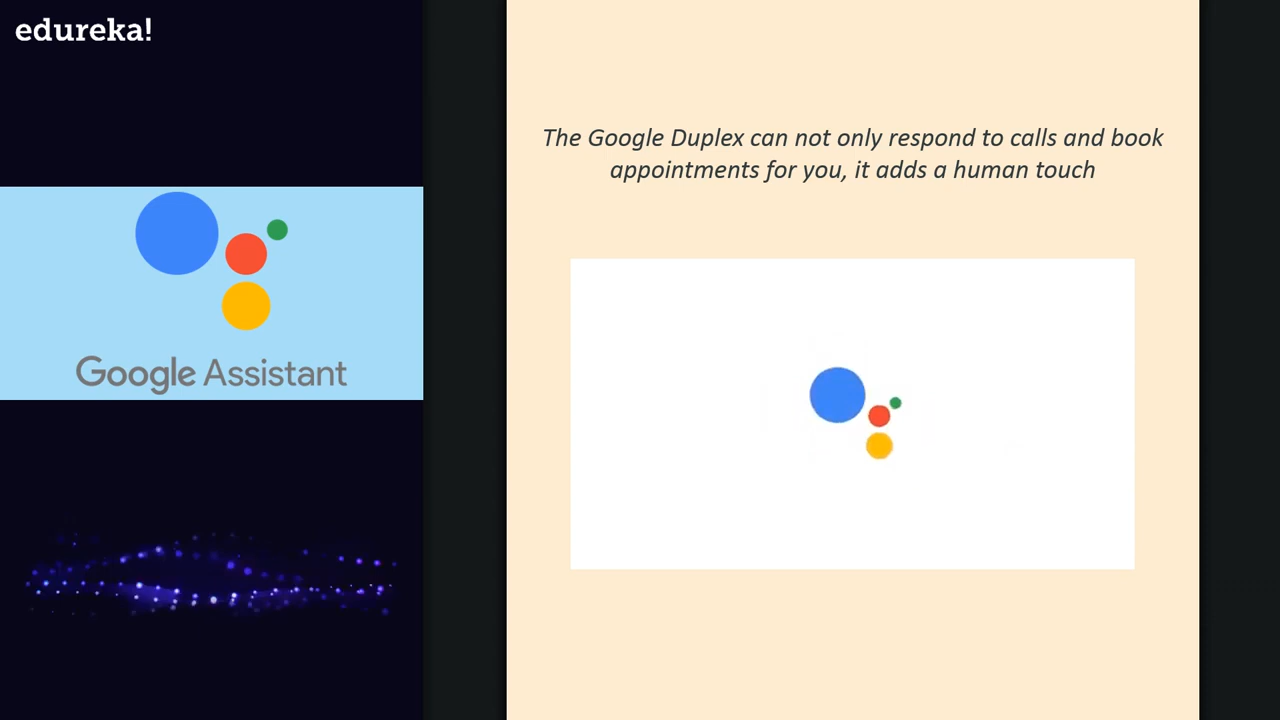 edureka!
Google Assistant
The Google Duplex can not only respond to calls and book
appointments for you, it adds a human touch